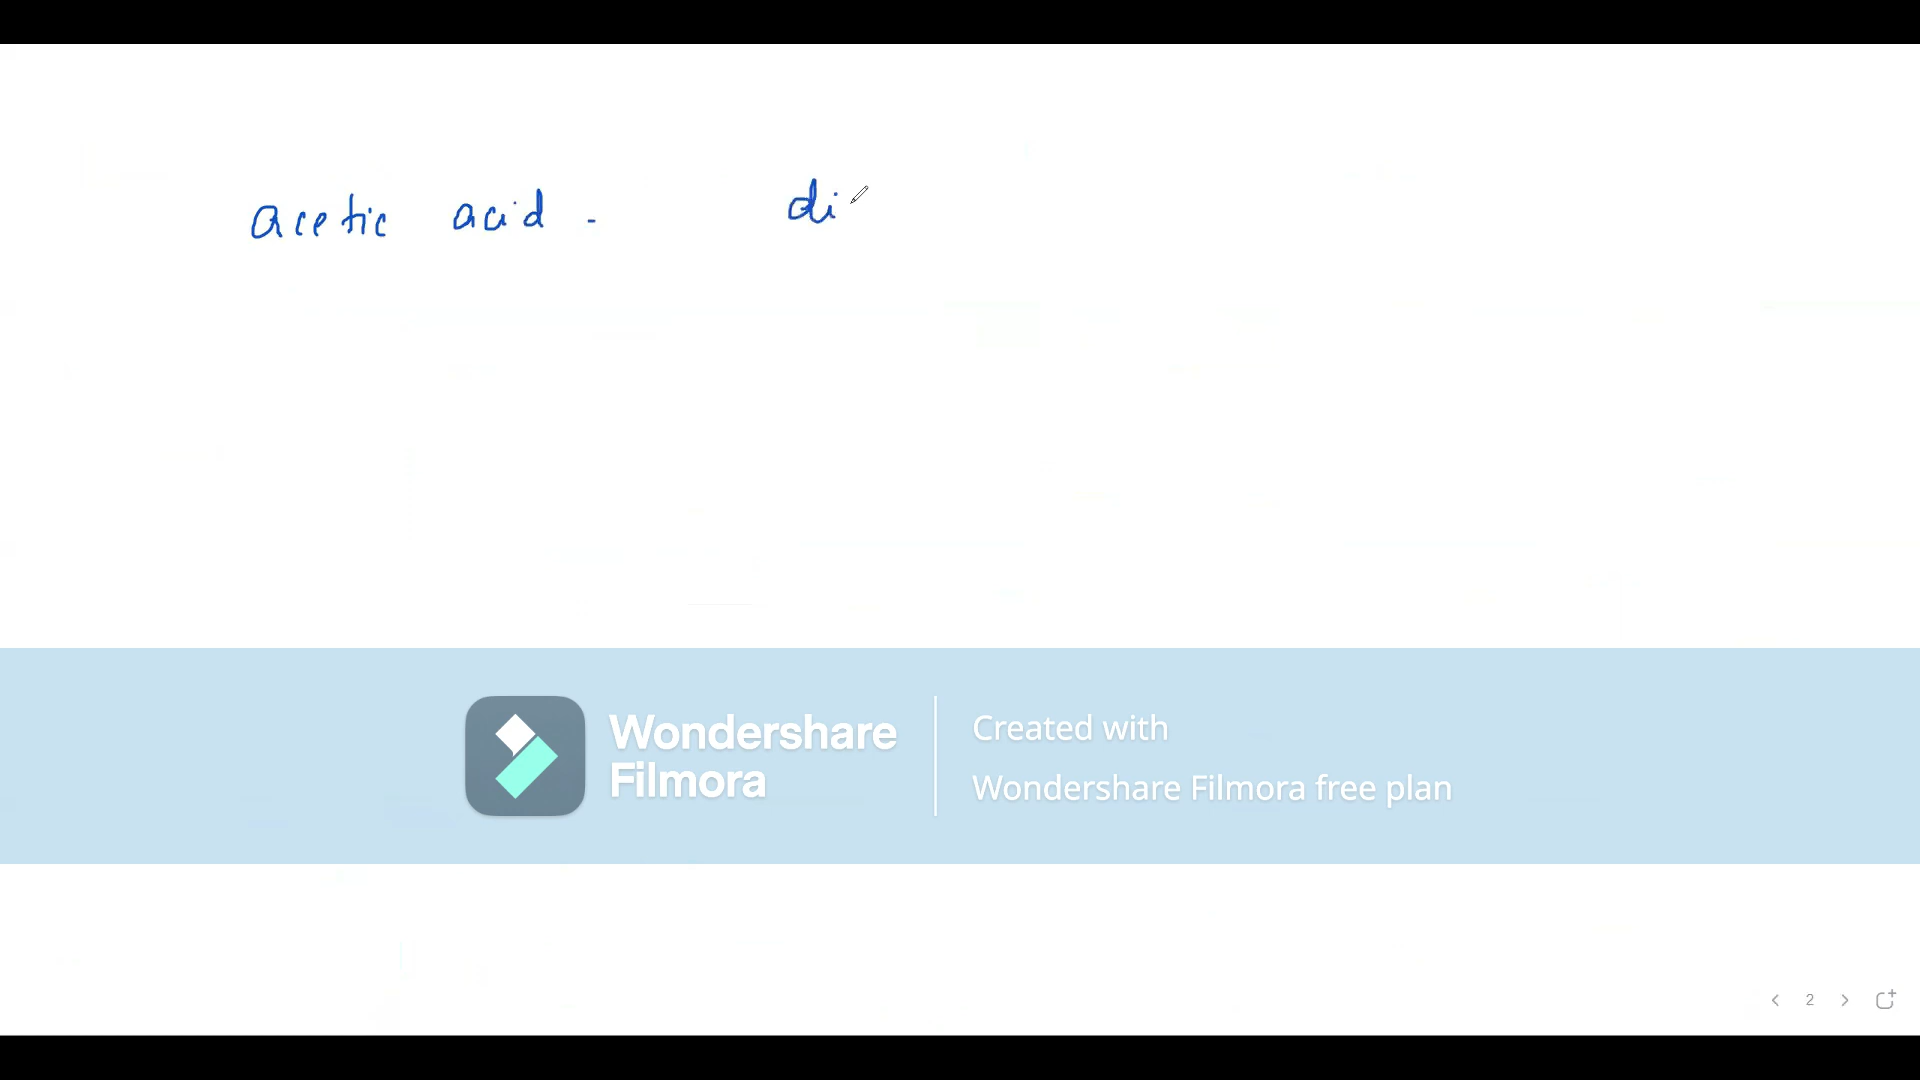 acetic acid - di
Wondershare
Filmora
Created with
Wondershare Filmora free plan
2